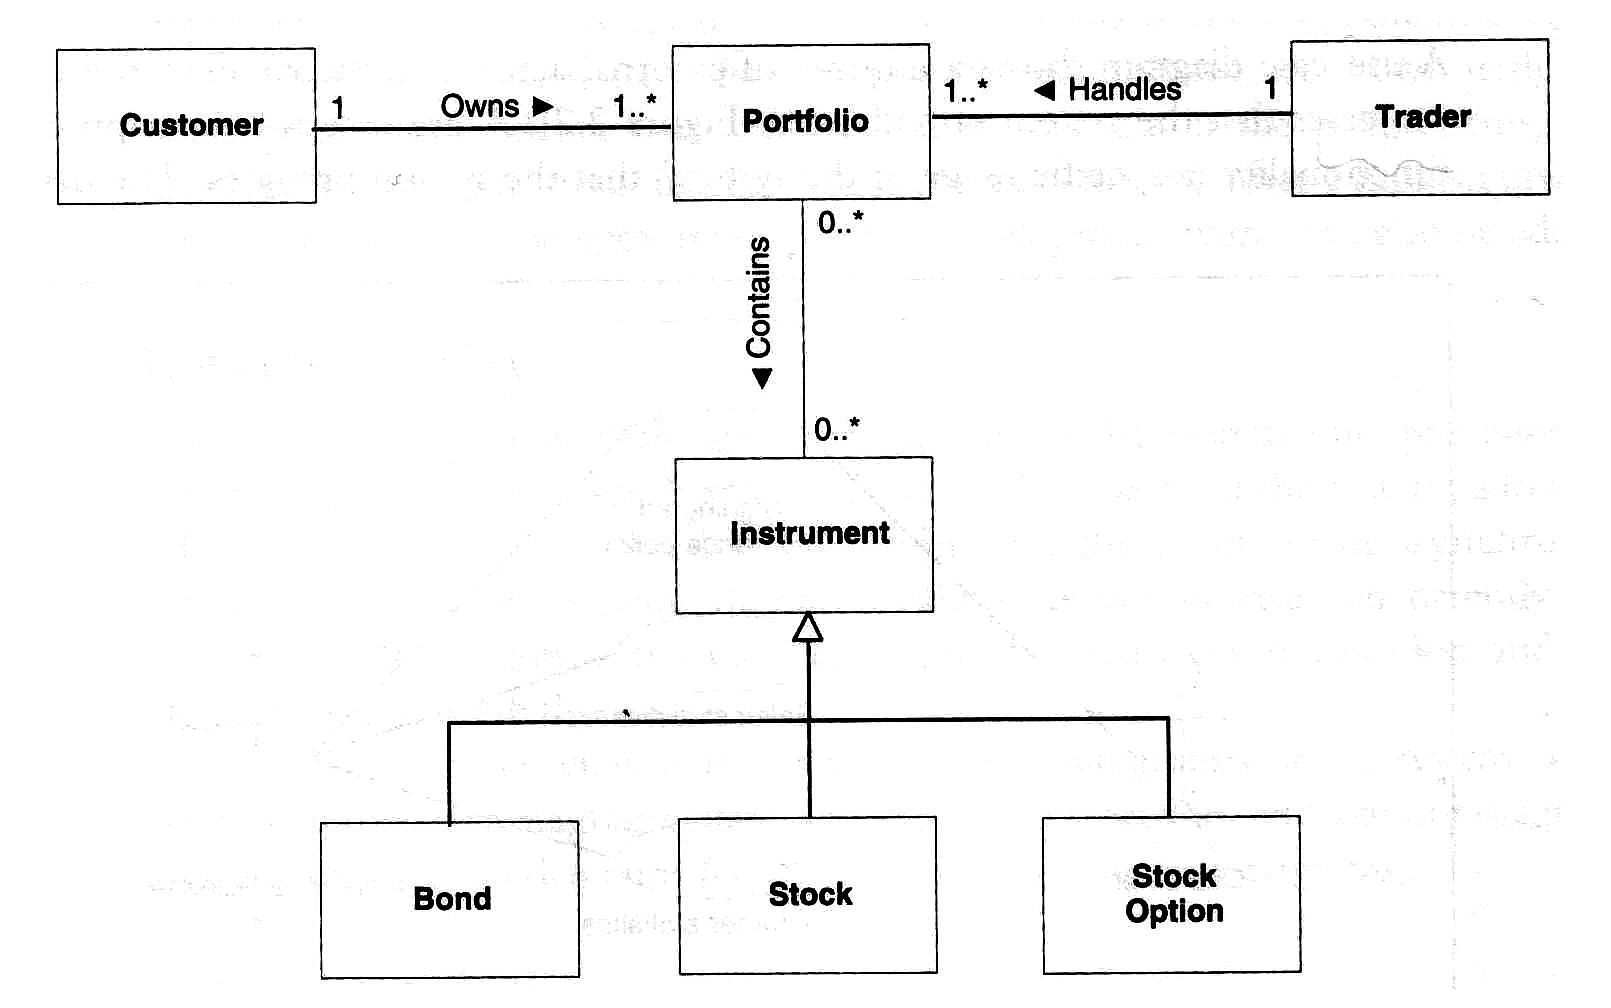 Customer
1
Owns ►
1..*
Portfolio
1..*
◄ Handles
1
Trader
0..*
◄ Contains
0..*
Instrument
Bond
Stock
Stock
Option